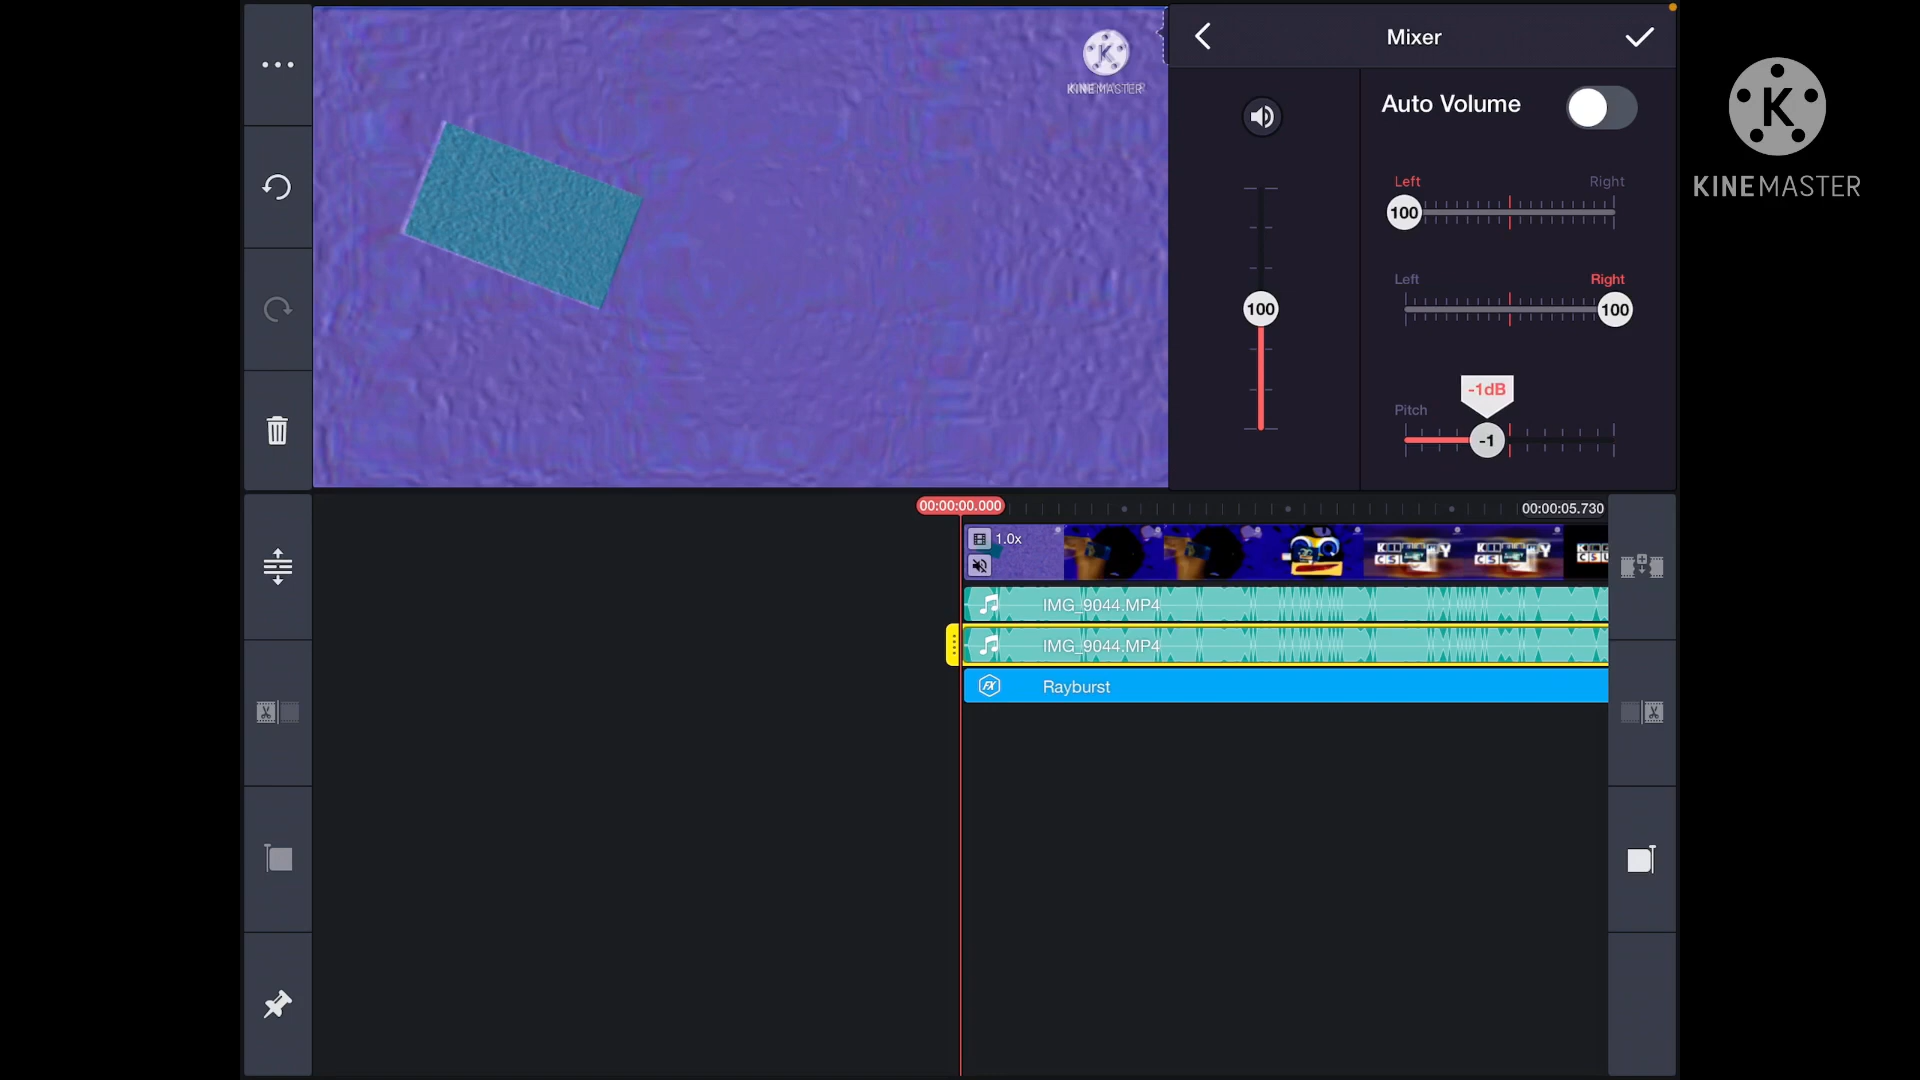 KINEMASTER
Mixer
Auto Volume
Left
Right
100
Left
Right
100
100
-1dB
Pitch
-1
KINEMASTER
00:00:00.000
00:00:05.730
1.0x
IMG_9044.MP4
IMG_9044.MP4
FX
Rayburst